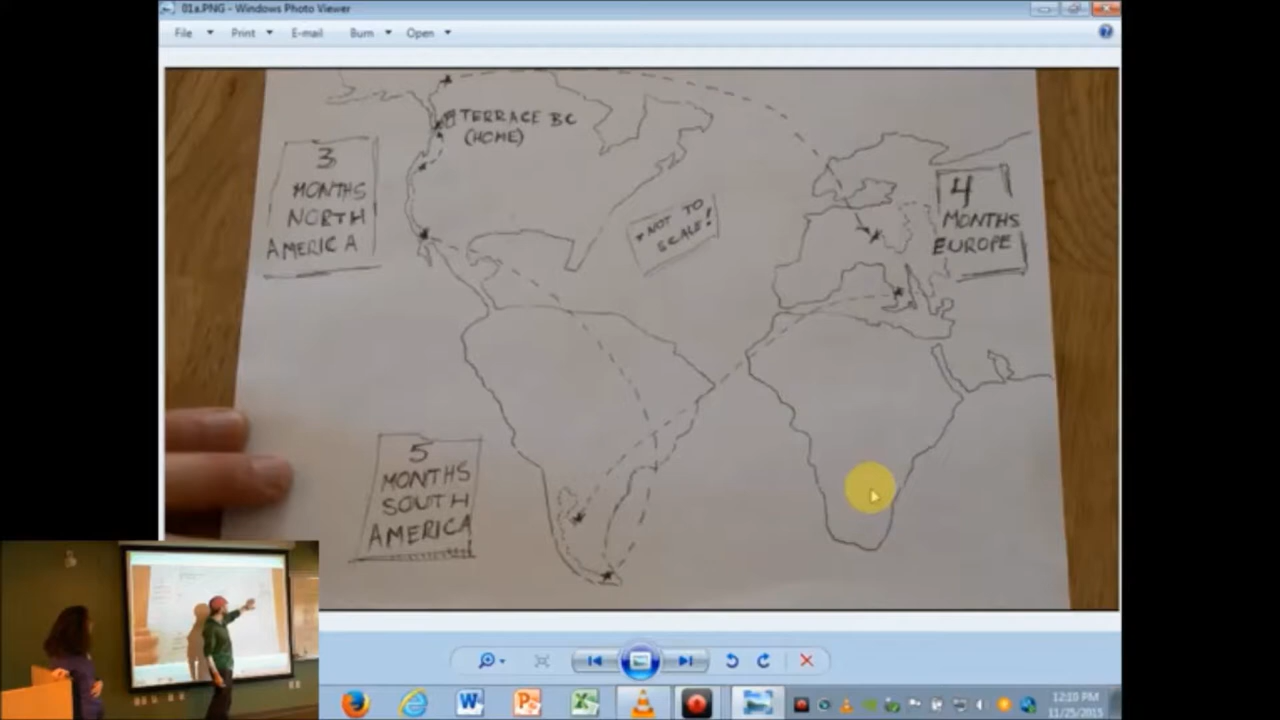 01a.PNG - Windows Photo Viewer
File Print E-mail Burn Open
TERRACE BC
(HOME)
3
MONTHS
NORTH
AMERICA
* NOT TO
SCALE!
4
MONTHS
EUROPE
5
MONTHS
SOUTH
AMERICA
12:10 PM
11/25/2015